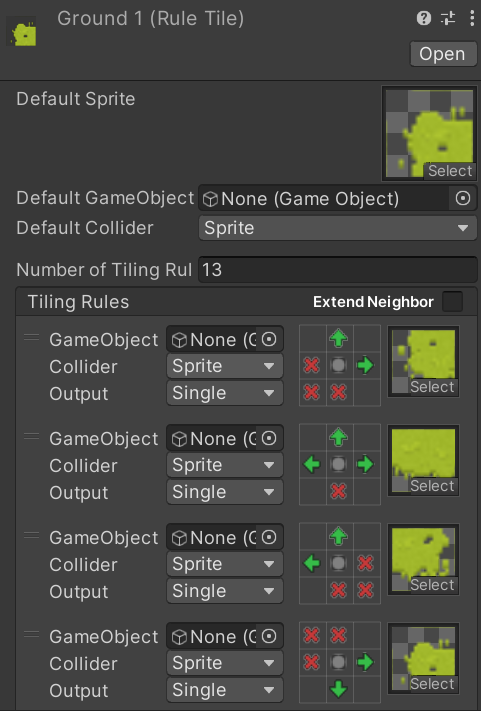 Ground 1 (Rule Tile)
Open
Default Sprite
Select
Default GameObject None (Game Object)
Default Collider Sprite
Number of Tiling Rul 13
Tiling Rules Extend Neighbor
GameObject None (G
Collider Sprite
Select
Output Single
GameObject None (G
Collider Sprite
Select
Output Single
GameObject None (G
Collider Sprite
Select
Output Single
GameObject None (G
Collider Sprite
Select
Output Single